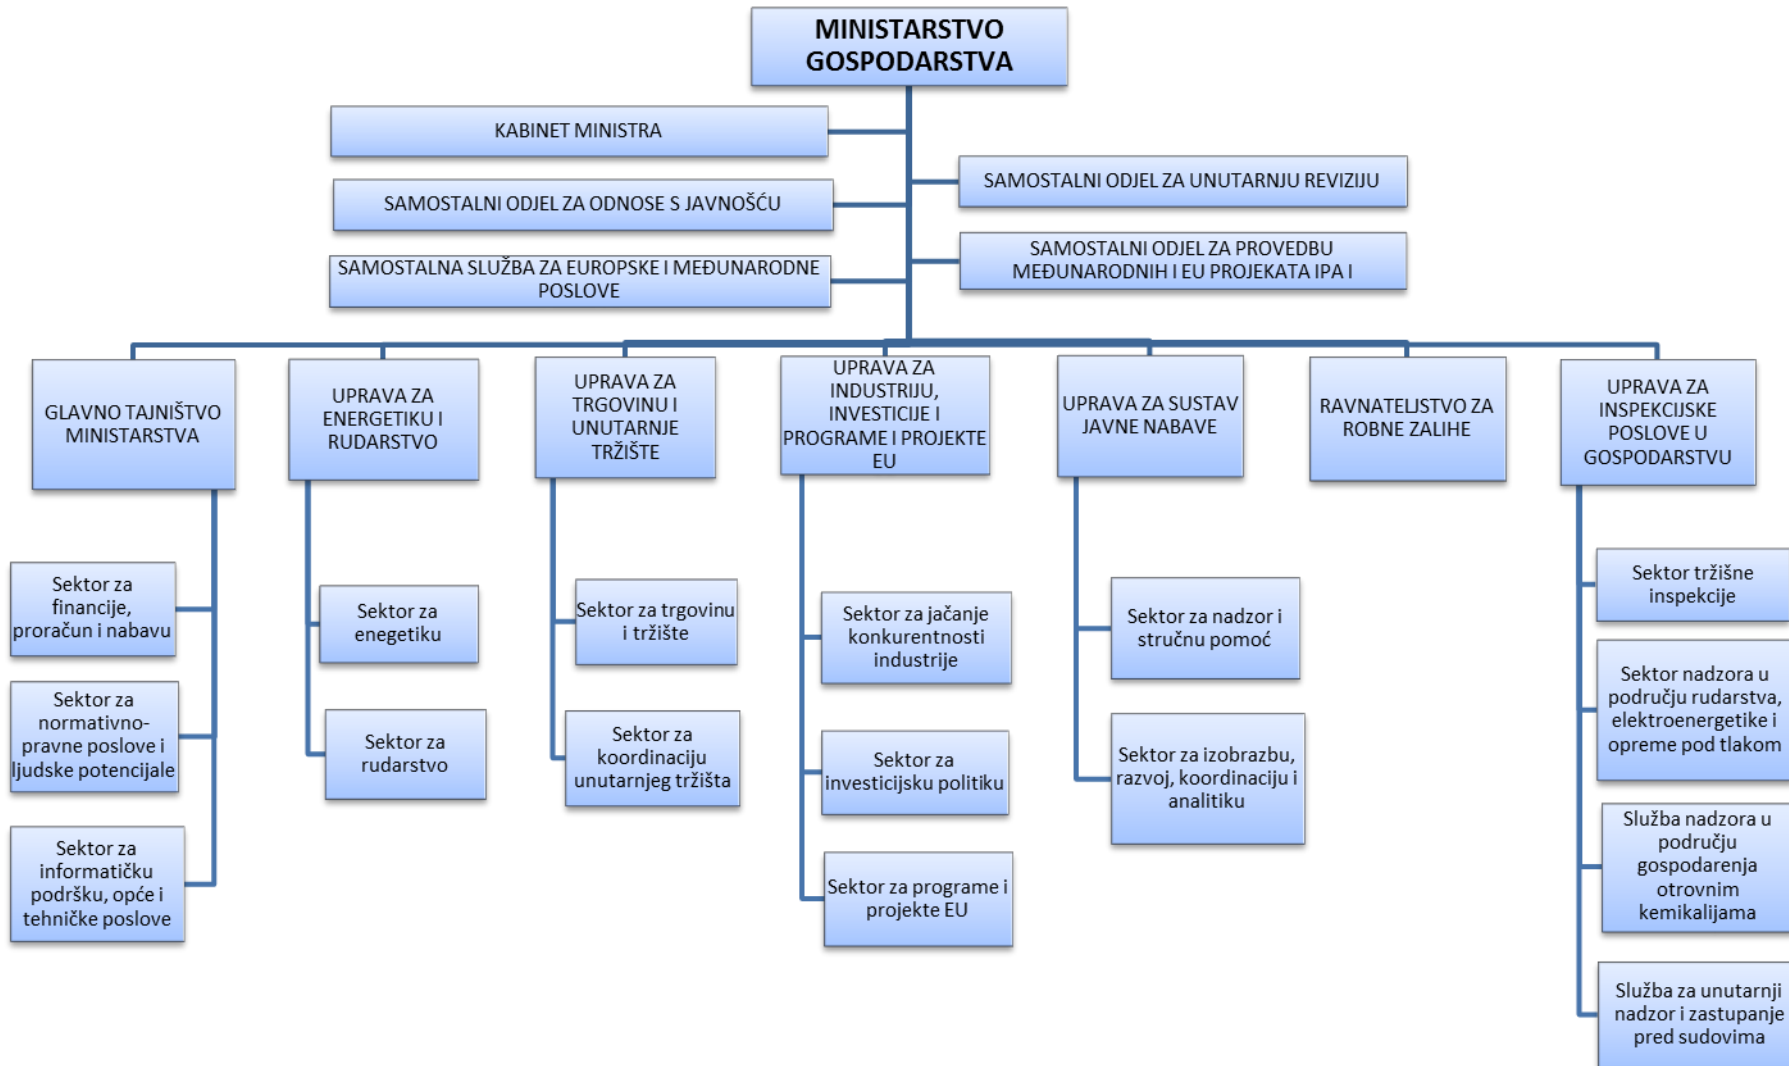 MINISTARSTVO
GOSPODARSTVA
KABINET MINISTRA
SAMOSTALNI ODJEL ZA UNUTARNJU REVIZIJU
SAMOSTALNI ODJEL ZA ODNOSE S JAVNOŠĆU
SAMOSTALNI ODJEL ZA PROVEDBU
MEĐUNARODNIH I EU PROJEKATA IPA I
SAMOSTALNA SLUŽBA ZA EUROPSKE I MEĐUNARODNE
POSLOVE
GLAVNO TAJNIŠTVO
MINISTARSTVA
UPRAVA ZA
ENERGETIKU I
RUDARSTVO
UPRAVA ZA
TRGOVINU I
UNUTARNJE
TRŽIŠTE
UPRAVA ZA
INDUSTRIJU,
INVESTICIJE I
PROGRAME I PROJEKTE
EU
UPRAVA ZA SUSTAV
JAVNE NABAVE
RAVNATELJSTVO ZA
ROBNE ZALIHE
UPRAVA ZA
INSPEKCIJSKE
POSLOVE U
GOSPODARSTVU
Sektor za
financije,
proračun i nabavu
Sektor za
normativno-
pravne poslove i
ljudske potencijale
Sektor za
informatičku
podršku, opće i
tehničke poslove
Sektor za
enegetiku
Sektor za
rudarstvo
Sektor za trgovinu
i tržište
Sektor za
koordinaciju
unutarnjeg tržišta
Sektor za jačanje
konkurentnosti
industrije
Sektor za
investicijsku politiku
Sektor za programe i
projekte EU
Sektor za nadzor i
stručnu pomoć
Sektor za izobrazbu,
razvoj, koordinaciju i
analitiku
Sektor tržišne
inspekcije
Sektor nadzora u
području rudarstva,
elektroenergetike i
opreme pod tlakom
Služba nadzora u
području
gospodarenja
otrovnim
kemikalijama
Služba za unutarnji
nadzor i zastupanje
pred sudovima